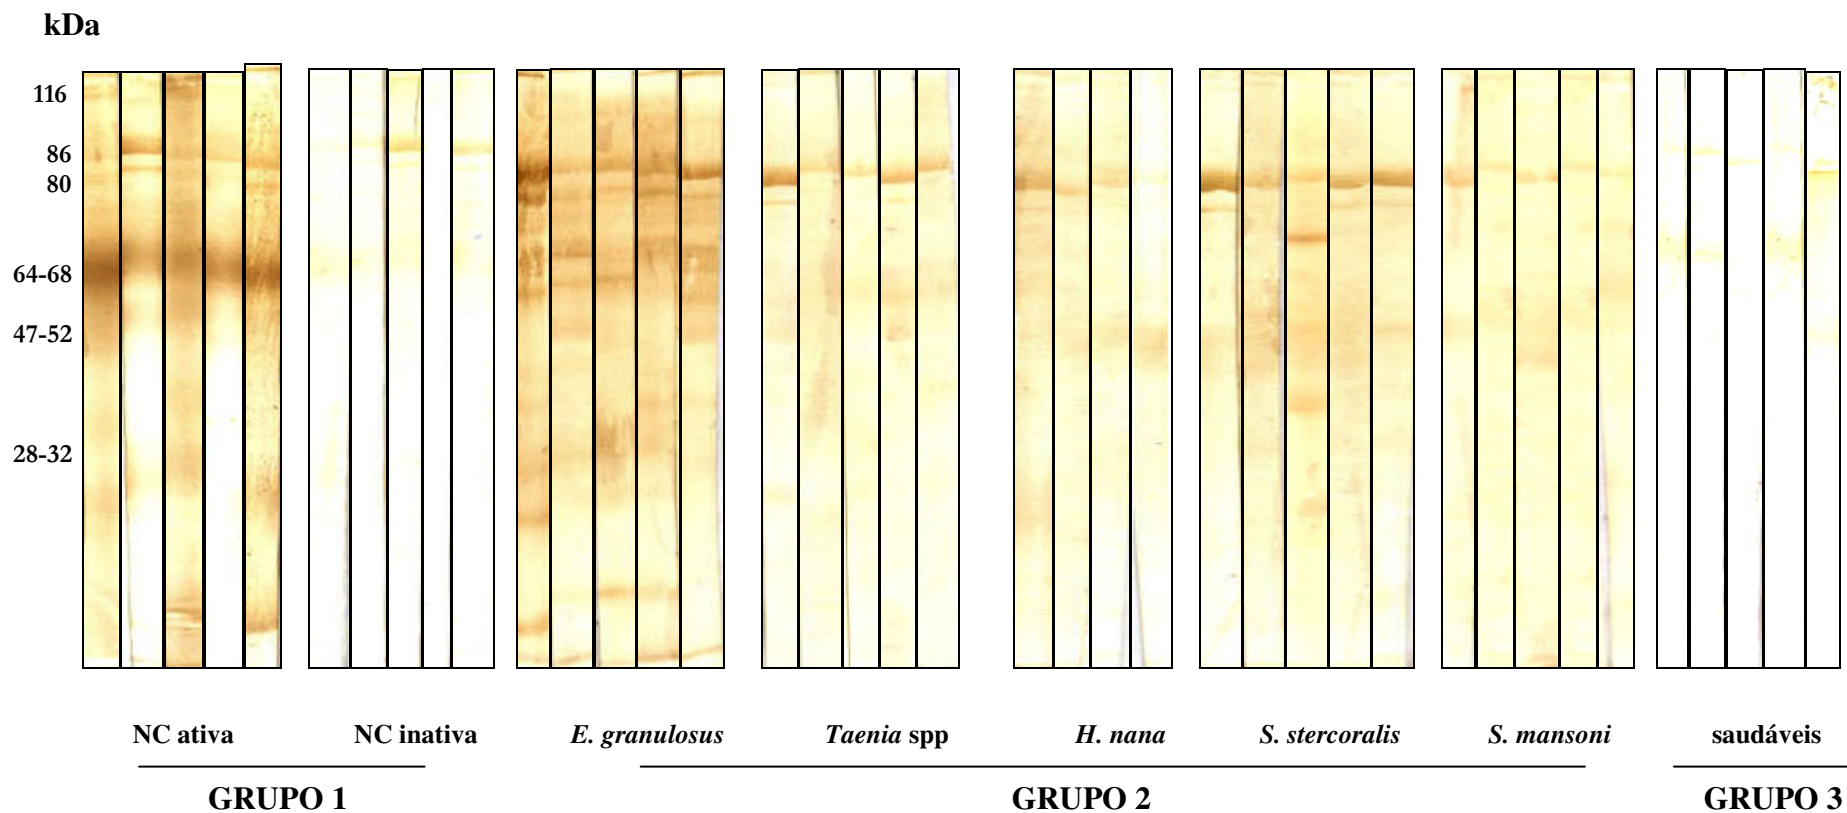 kDa
116
86
80
64-68
47-52
28-32
NC ativa NC inativa E. granulosus Taenia spp H. nana S. stercoralis S. mansoni saudáveis
GRUPO 1 GRUPO 2 GRUPO 3